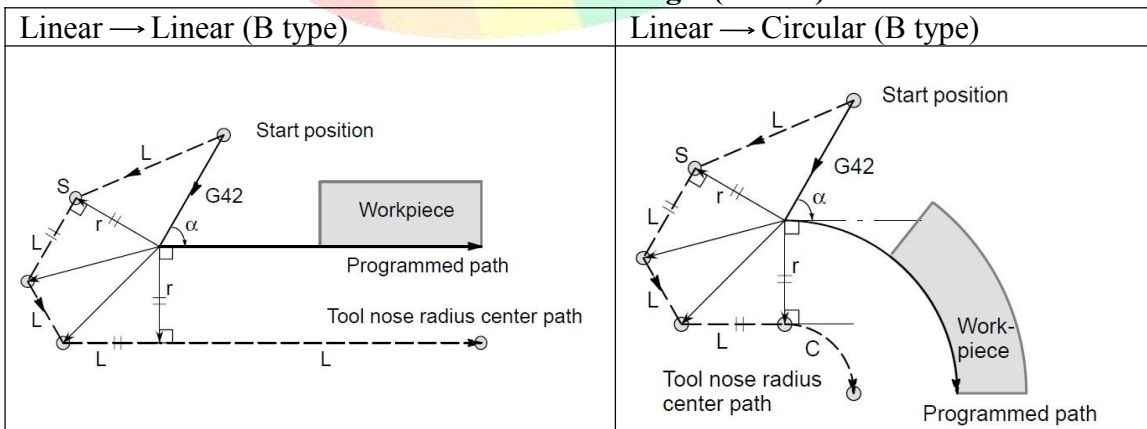 Linear → Linear (B type)
Linear → Circular (B type)
Start position
L
S
G42
r
α
L
Workpiece
Programmed path
L
r
Tool nose radius center path
L
L
Start position
L
S
G42
r
α
L
r
L
Work-
piece
L
C
Tool nose radius
center path
Programmed path